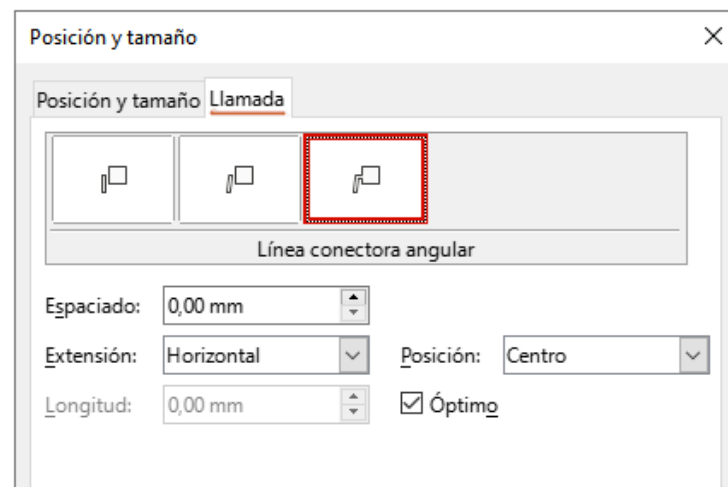 Posición y tamaño
Posición y tamaño Llamada
Línea conectora angular
Espaciado: 0,00 mm
Extensión: Horizontal Posición: Centro
Longitud: 0,00 mm Óptimo